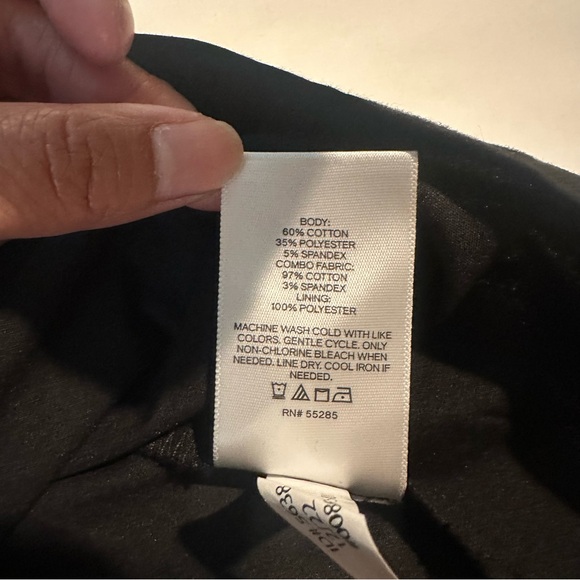 BODY:
60% COTTON
35% POLYESTER
5% SPANDEX
COMBO FABRIC:
97% COTTON
3% SPANDEX
LINING:
100% POLYESTER
MACHINE WASH COLD WITH LIKE
COLORS. GENTLE CYCLE. ONLY
NON-CHLORINE BLEACH WHEN
NEEDED. LINE DRY. COOL IRON IF
NEEDED.
RN# 55285
12/22